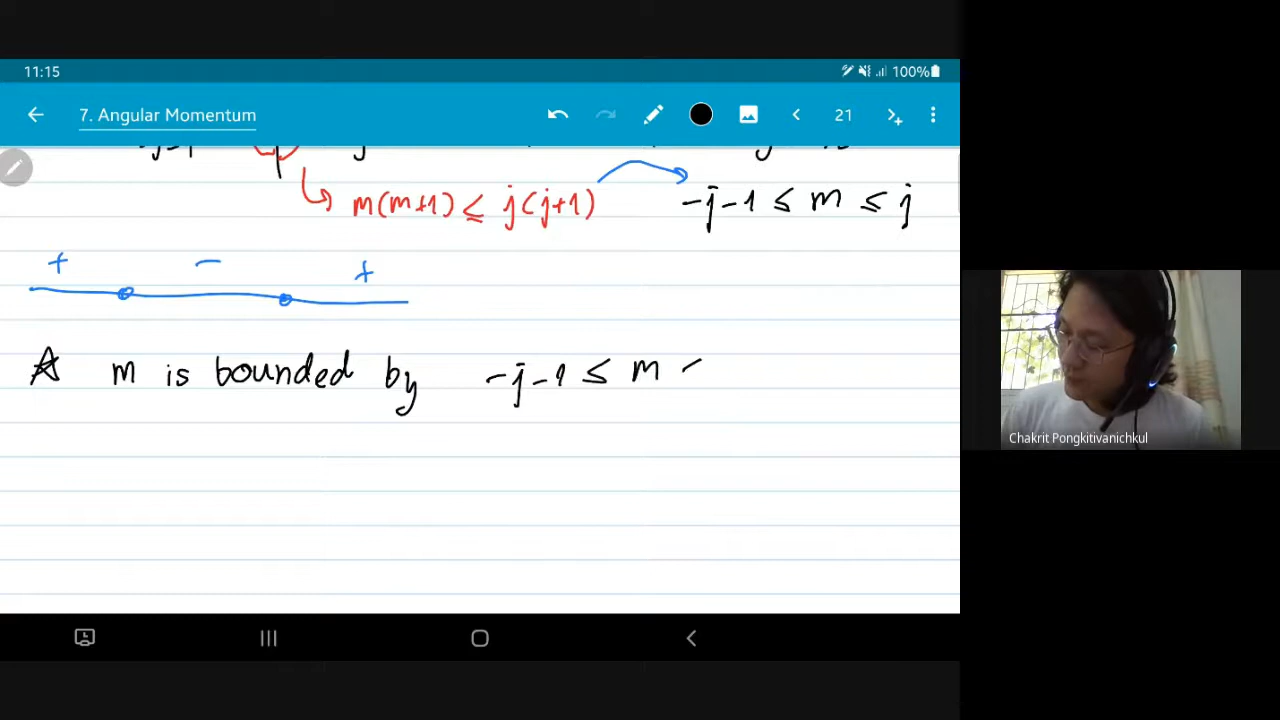 11:15 100%
7. Angular Momentum 21
m(m+1) ≤ j(j+1) -j-1 ≤ m ≤ j
+ - +
m is bounded by -j-1 ≤ m
Chakrit Pongkitivanichkul